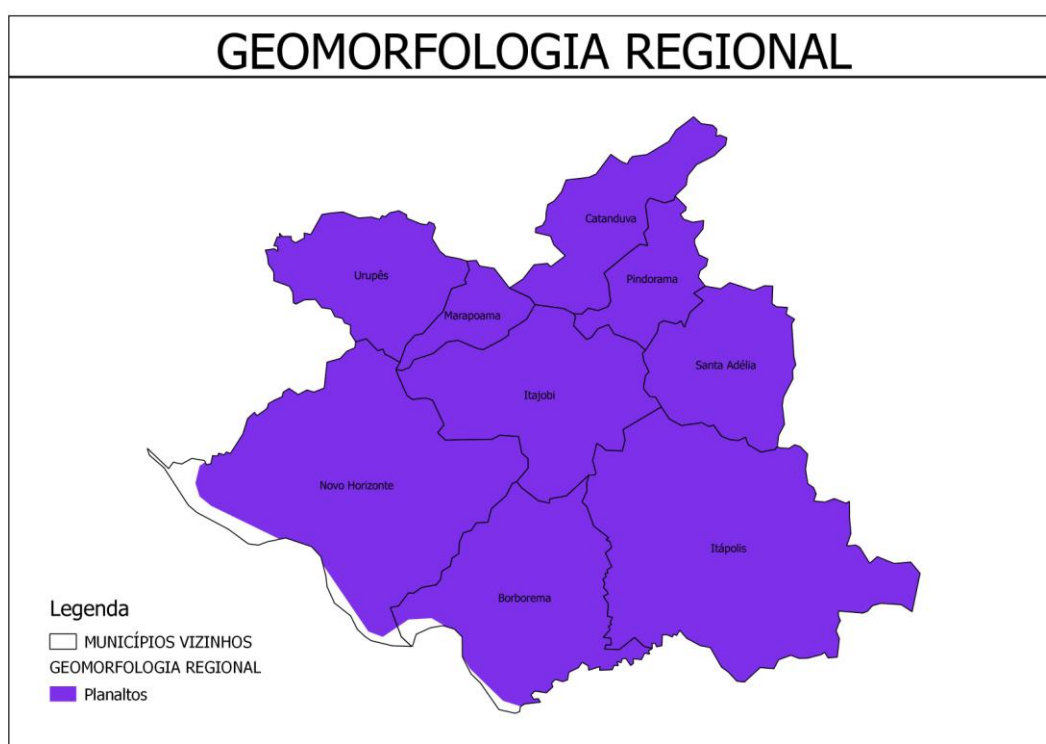 GEOMORFOLOGIA REGIONAL
Catanduva
Urupês
Pindorama
Marapoama
Santa Adélia
Itajobi
Novo Horizonte
Itápolis
Borborema
Legenda
MUNICÍPIOS VIZINHOS
GEOMORFOLOGIA REGIONAL
Planaltos